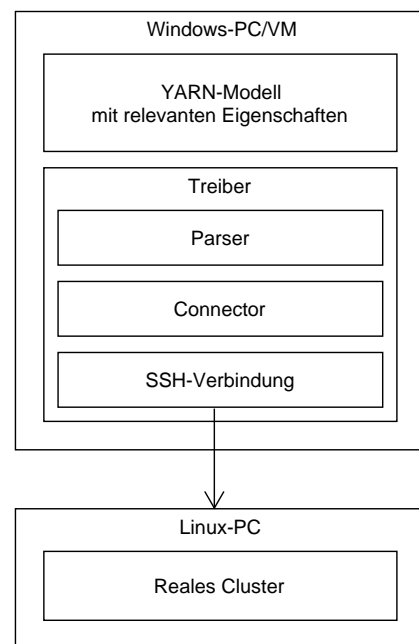 Windows-PC/VM
YARN-Modell
mit relevanten Eigenschaften
Treiber
Parser
Connector
SSH-Verbindung
Linux-PC
Reales Cluster